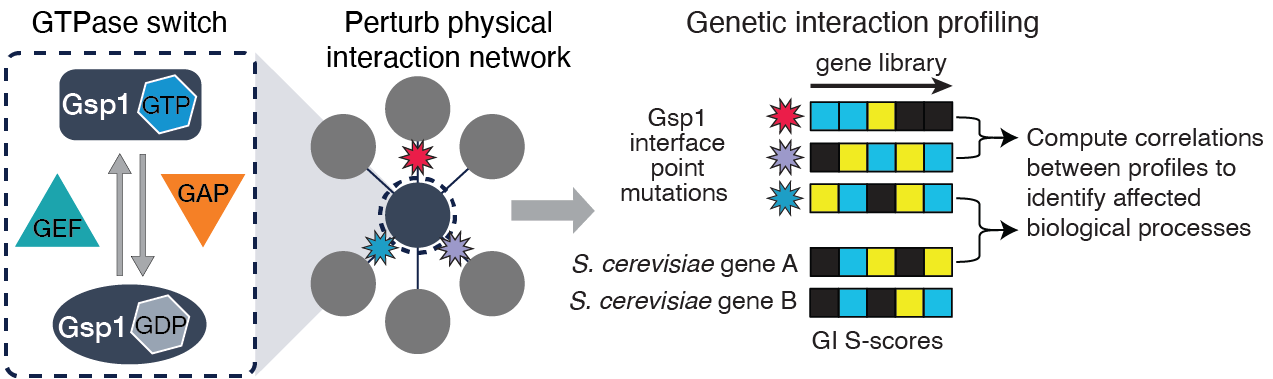 GTPase switch
Gsp1 GTP
GEF
GAP
Gsp1 GDP
Perturb physical
interaction network
Genetic interaction profiling
gene library
Gsp1
interface
point
mutations
S. cerevisiae gene A
S. cerevisiae gene B
GI S-scores
Compute correlations
between profiles to
identify affected
biological processes